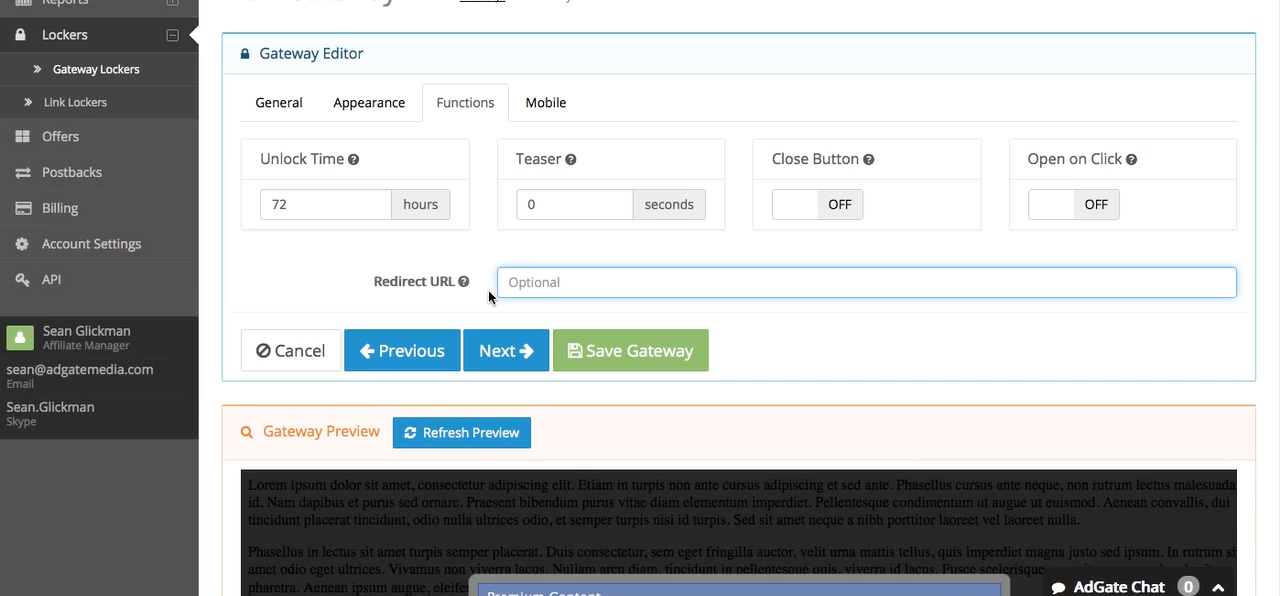 Reports
Lockers
Gateway Lockers
Link Lockers
Offers
Postbacks
Billing
Account Settings
API
Sean Glickman
Affiliate Manager
sean@adgatemedia.com
Email
Sean.Glickman
Skype
Gateway Editor
General Appearance Functions Mobile
Unlock Time Teaser Close Button Open on Click
72 hours 0 seconds OFF OFF
Redirect URL Optional
Cancel Previous Next Save Gateway
Gateway Preview Refresh Preview
Lorem ipsum dolor sit amet, consectetur adipiscing elit. Etiam in turpis non ante cursus adipiscing et sed ante. Phasellus cursus ante neque, non rutrum lectus malesuada
id. Nam dapibus et purus sed ornare. Praesent bibendum purus vitae diam elementum imperdiet. Pellentesque condimentum ut augue ut euismod. Aenean convallis, dui
tincidunt placerat tincidunt, odio nulla ultrices odio, et semper turpis nisi id turpis. Sed sit amet neque a nibh porttitor laoreet vel laoreet nulla.
Phasellus in lectus sit amet turpis semper placerat. Duis consectetur, sem eget fringilla auctor, velit urna mattis tellus, quis imperdiet magna justo sed ipsum. In rutrum
amet odio eget ultrices. Vivamus non viverra lacus. Nullam arcu diam, tincidunt in pellentesque quis, viverra id lacus. Fusce scelerisque
pharetra. Aenean ipsum augue,
Premium Content
AdGate Chat 0